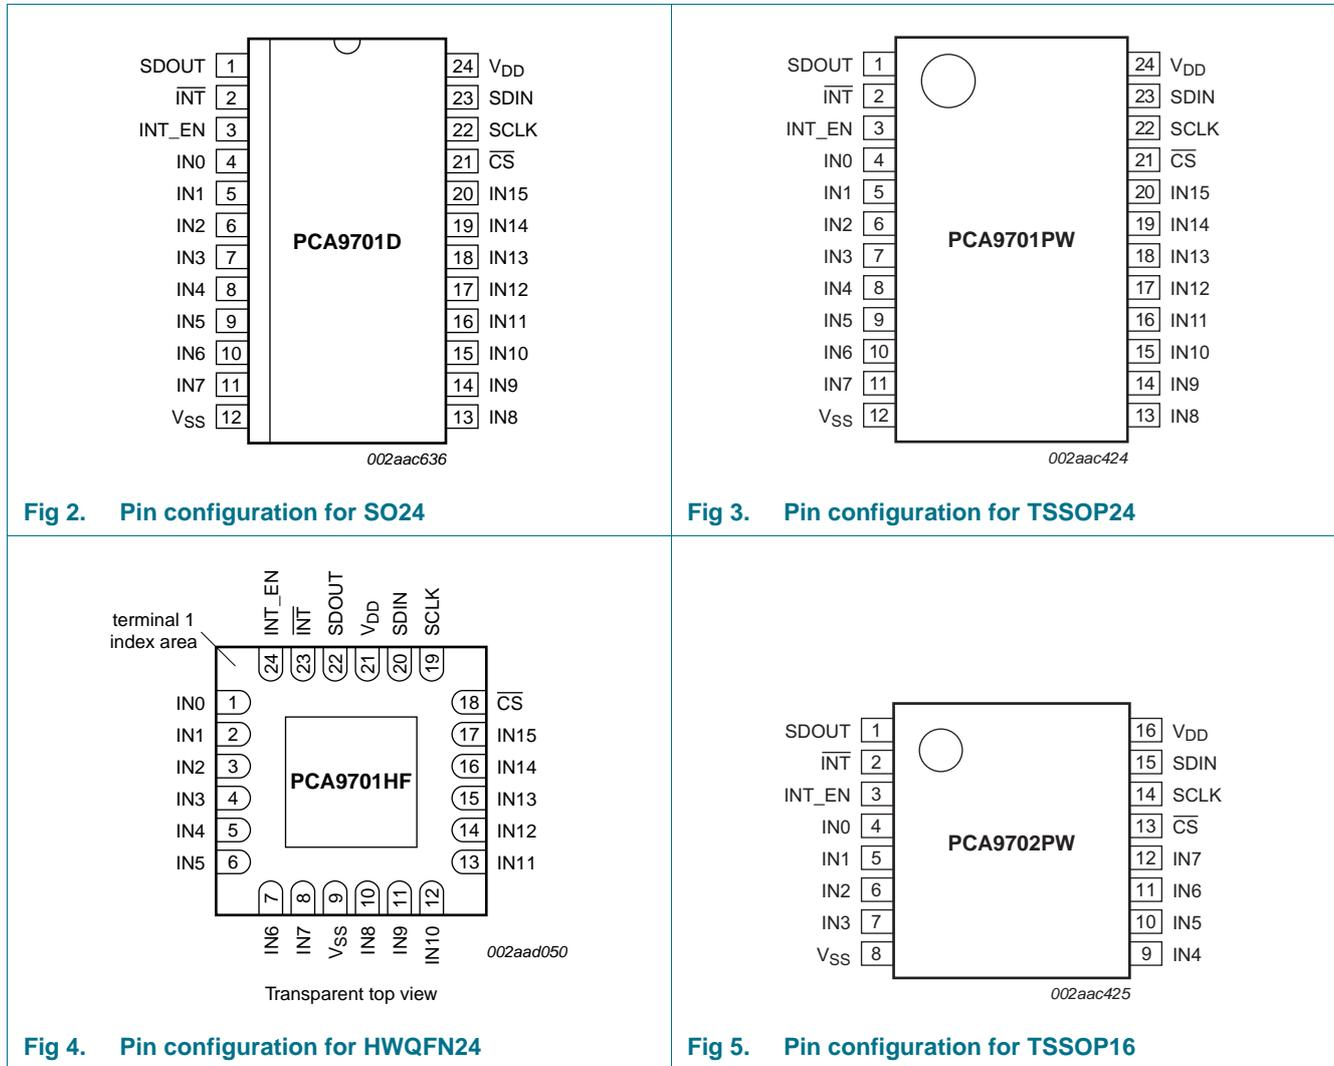 SDOUT 1 24 VDD
INT 2 23 SDIN
INT_EN 3 22 SCLK
IN0 4 21 CS
IN1 5 20 IN15
IN2 6 19 IN14
IN3 7 18 IN13
IN4 8 17 IN12
IN5 9 16 IN11
IN6 10 15 IN10
IN7 11 14 IN9
VSS 12 13 IN8
PCA9701D
002aac636
Fig 2. Pin configuration for SO24
SDOUT 1 24 VDD
INT 2 23 SDIN
INT_EN 3 22 SCLK
IN0 4 21 CS
IN1 5 20 IN15
IN2 6 19 IN14
IN3 7 18 IN13
IN4 8 17 IN12
IN5 9 16 IN11
IN6 10 15 IN10
IN7 11 14 IN9
VSS 12 13 IN8
PCA9701PW
002aac424
Fig 3. Pin configuration for TSSOP24
terminal 1
index area
INT_EN INT SDOUT VDD SDIN SCLK
24 23 22 21 20 19
IN0 1 18 CS
IN1 2 17 IN15
IN2 3 16 IN14
IN3 4 15 IN13
IN4 5 14 IN12
IN5 6 13 IN11
PCA9701HF
7 8 9 10 11 12
IN6 IN7 VSS IN8 IN9 IN10
002aad050
Transparent top view
Fig 4. Pin configuration for HWQFN24
SDOUT 1 16 VDD
INT 2 15 SDIN
INT_EN 3 14 SCLK
IN0 4 13 CS
IN1 5 12 IN7
IN2 6 11 IN6
IN3 7 10 IN5
VSS 8 9 IN4
PCA9702PW
002aac425
Fig 5. Pin configuration for TSSOP16